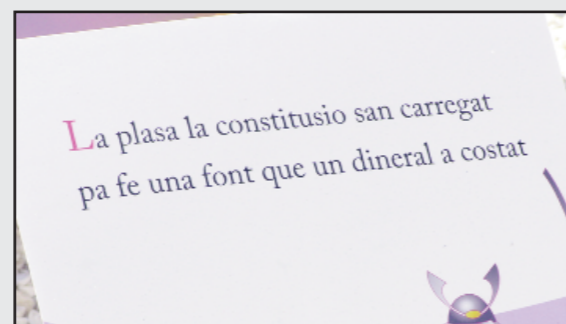 La plasa la constitusio san carregat
pa fe una font que un dineral a costat